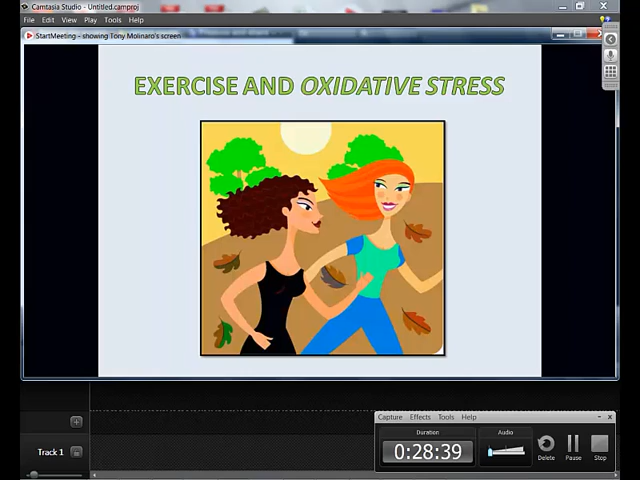 Camtasia Studio - Untitled.camproj
File Edit View Play Tools Help
StartMeeting - showing Tony Molinaro's screen
EXERCISE AND OXIDATIVE STRESS
Capture Effects Tools Help
Duration
Audio
0:28:39
Delete Pause Stop
Track 1